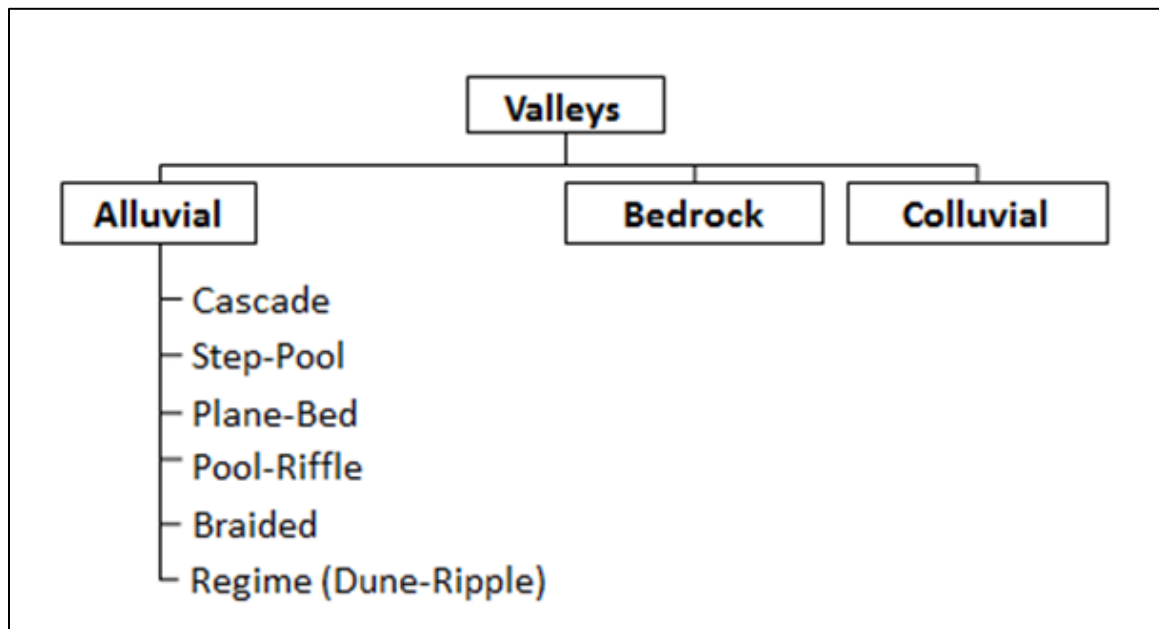 Valleys
Alluvial
Bedrock
Colluvial
Cascade
Step-Pool
Plane-Bed
Pool-Riffle
Braided
Regime (Dune-Ripple)